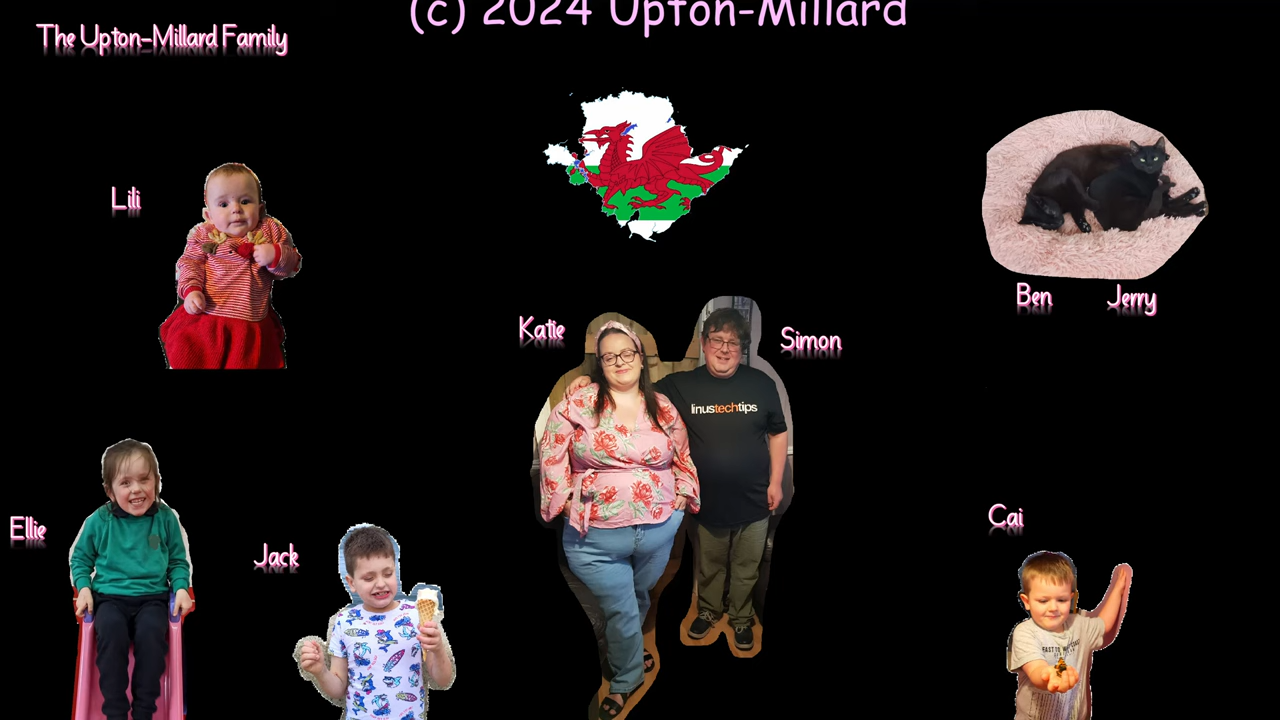 (c) 2024 Upton-Millard
The Upton-Millard Family
Lili
Ben
Jerry
Katie
Simon
linustechtips
Cai
Ellie
Jack